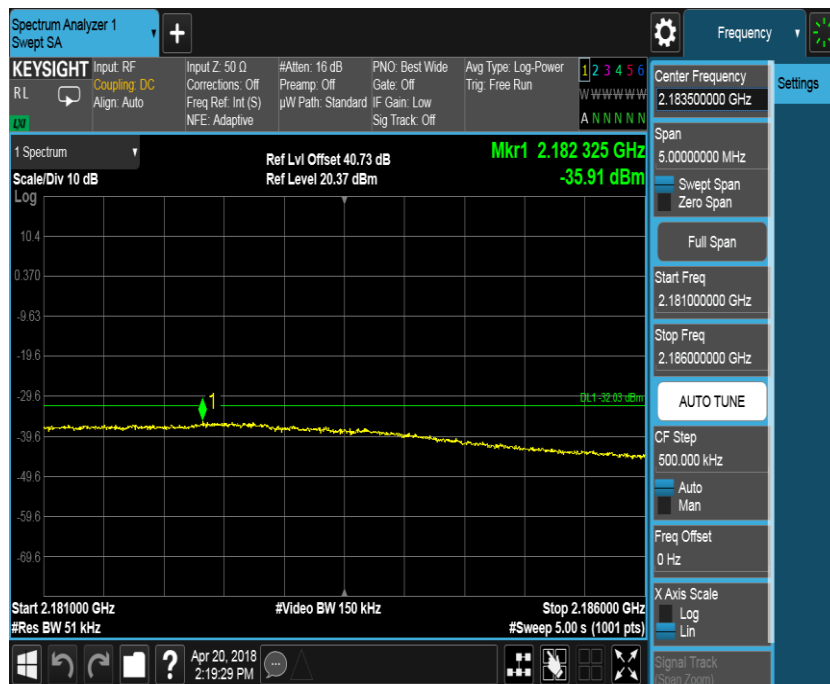 Spectrum Analyzer 1
Swept SA
+
Frequency
KEYSIGHT
RL
LXI
Input: RF
Coupling: DC
Align: Auto
Input Z: 50 Ω
Corrections: Off
Freq Ref: Int (S)
NFE: Adaptive
#Atten: 16 dB
Preamp: Off
µW Path: Standard
PNO: Best Wide
Gate: Off
IF Gain: Low
Sig Track: Off
Avg Type: Log-Power
Trig: Free Run
1 2 3 4 5 6
W W W W W W
A N N N N N
1 Spectrum
Scale/Div 10 dB
Log
Ref Lvl Offset 40.73 dB
Ref Level 20.37 dBm
Mkr1 2.182 325 GHz
-35.91 dBm
10.4
0.370
-9.63
-19.6
-29.6
-39.6
-49.6
-59.6
-69.6
1
DL1 -32.03 dBm
Start 2.181000 GHz
#Res BW 51 kHz
#Video BW 150 kHz
Stop 2.186000 GHz
#Sweep 5.00 s (1001 pts)
Center Frequency
2.183500000 GHz
Span
5.00000000 MHz
Swept Span
Zero Span
Full Span
Start Freq
2.181000000 GHz
Stop Freq
2.186000000 GHz
AUTO TUNE
CF Step
500.000 kHz
Auto
Man
Freq Offset
0 Hz
X Axis Scale
Log
Lin
Signal Track
(Span Zoom)
Settings
?
Apr 20, 2018
2:19:29 PM